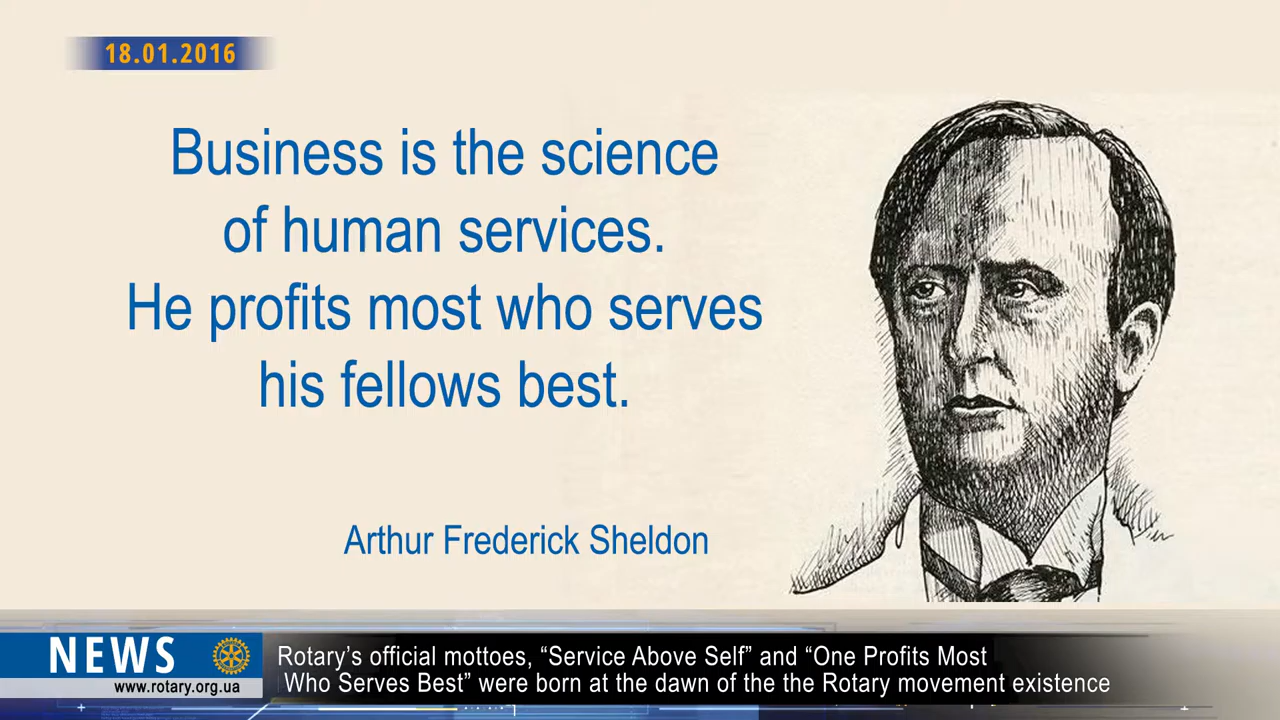 18.01.2016
Business is the science
of human services.
He profits most who serves
his fellows best.
Arthur Frederick Sheldon
NEWS
www.rotary.org.ua
Rotary’s official mottoes, “Service Above Self” and “One Profits Most
Who Serves Best” were born at the dawn of the the Rotary movement existence